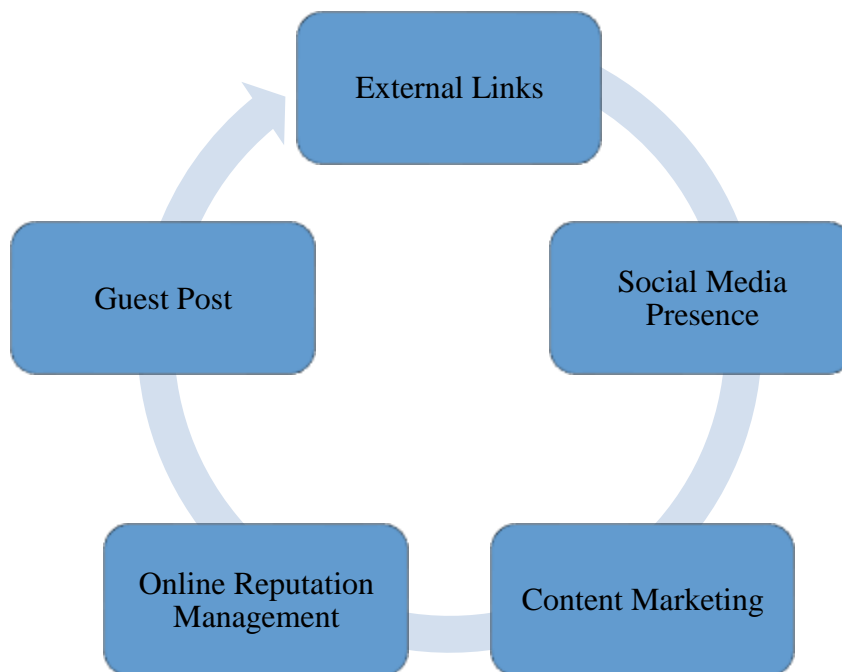 External Links
Social Media
Presence
Content Marketing
Online Reputation
Management
Guest Post